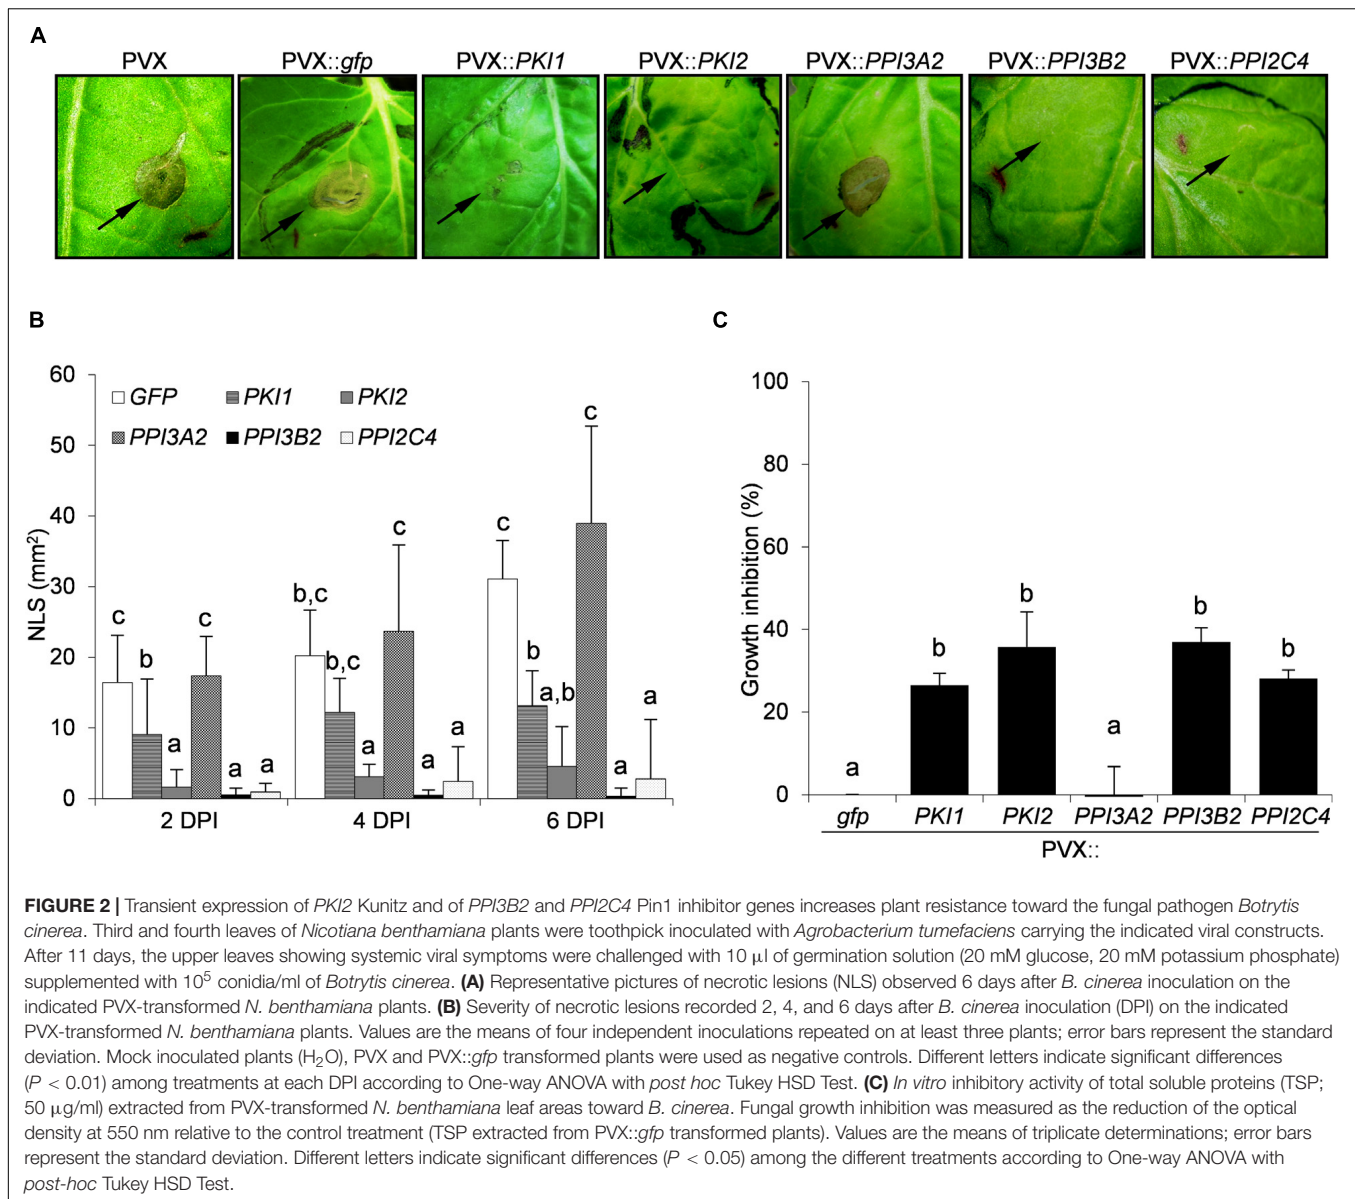 A
PVX PVX::gfp PVX::PKI1 PVX::PKI2 PVX::PPI3A2 PVX::PPI3B2 PVX::PPI2C4
B
60
50
40
30
20
10
0
NLS (mm²)
GFP PKI1 PKI2
PPI3A2 PPI3B2 PPI2C4
c b a c a a
b,c b,c a c a a
c b a,b c a a
2 DPI 4 DPI 6 DPI
C
100
80
60
40
20
0
Growth inhibition (%)
a b b a b b
gfp PKI1 PKI2 PPI3A2 PPI3B2 PPI2C4
PVX::
FIGURE 2 | Transient expression of PKI2 Kunitz and of PPI3B2 and PPI2C4 Pin1 inhibitor genes increases plant resistance toward the fungal pathogen Botrytis
cinerea. Third and fourth leaves of Nicotiana benthamiana plants were toothpick inoculated with Agrobacterium tumefaciens carrying the indicated viral constructs.
After 11 days, the upper leaves showing systemic viral symptoms were challenged with 10 μl of germination solution (20 mM glucose, 20 mM potassium phosphate)
supplemented with 10⁵ conidia/ml of Botrytis cinerea. (A) Representative pictures of necrotic lesions (NLS) observed 6 days after B. cinerea inoculation on the
indicated PVX-transformed N. benthamiana plants. (B) Severity of necrotic lesions recorded 2, 4, and 6 days after B. cinerea inoculation (DPI) on the indicated
PVX-transformed N. benthamiana plants. Values are the means of four independent inoculations repeated on at least three plants; error bars represent the standard
deviation. Mock inoculated plants (H₂O), PVX and PVX::gfp transformed plants were used as negative controls. Different letters indicate significant differences
(P < 0.01) among treatments at each DPI according to One-way ANOVA with post hoc Tukey HSD Test. (C) In vitro inhibitory activity of total soluble proteins (TSP;
50 μg/ml) extracted from PVX-transformed N. benthamiana leaf areas toward B. cinerea. Fungal growth inhibition was measured as the reduction of the optical
density at 550 nm relative to the control treatment (TSP extracted from PVX::gfp transformed plants). Values are the means of triplicate determinations; error bars
represent the standard deviation. Different letters indicate significant differences (P < 0.05) among the different treatments according to One-way ANOVA with
post-hoc Tukey HSD Test.